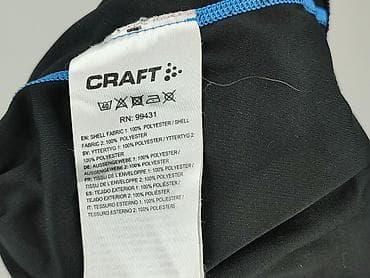 CRAFT
RN: 99431
EN: SHELL FABRIC 1: 100% POLYESTER / SHELL
FABRIC 2: 100% POLYESTER
SV: YTTERTYG 1: 100% POLYESTER / YTTERTYG 2:
100% POLYESTER
DE: AUSSENGEWEBE 1: 100% POLYESTER /
AUSSENGEWEBE 2: 100% POLYESTER
FR: TISSU DE L'ENVELOPPE 1: 100% POLYESTER /
TISSU DE L'ENVELOPPE 2: 100% POLYESTER
ES: TEJIDO EXTERIOR 1: 100% POLIÉSTER /
TEJIDO EXTERIOR 2: 100% POLIÉSTER
IT: TESSUTO ESTERNO 1: 100% POLIESTERE /
TESSUTO ESTERNO 2: 100% POLIESTERE